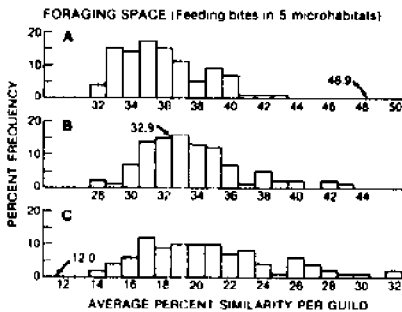 FORAGING SPACE (Feeding bites in 5 microhabitats)
PERCENT FREQUENCY
A
20
10
0
48.9
32 34 36 38 40 42 44 46 48 50
B
20
10
0
32.9
28 30 32 34 36 38 40 42 44
C
20
10
0
12.0
12 14 16 18 20 22 24 26 28 30 32
AVERAGE PERCENT SIMILARITY PER GUILD